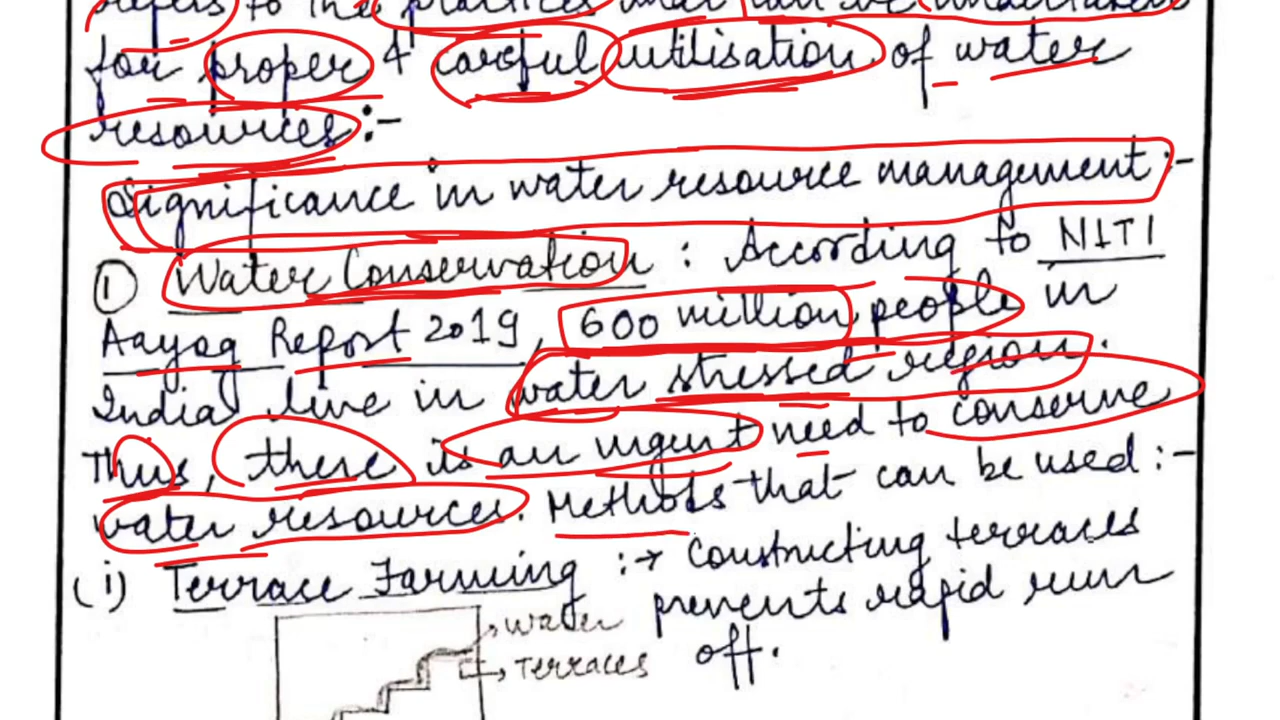 refers to the practices that can be undertaken
for proper & careful utilisation of water
resources :-
Significance in water resource management :-
① Water Conservation : According to NITI
Aayog Report 2019, 600 million people in
India live in water stressed region.
Thus, there is an urgent need to conserve
water resources. Methods that can be used :-
(i) Terrace Farming :→ Constructing terraces
prevents rapid run
off.
→ water
→ Terraces